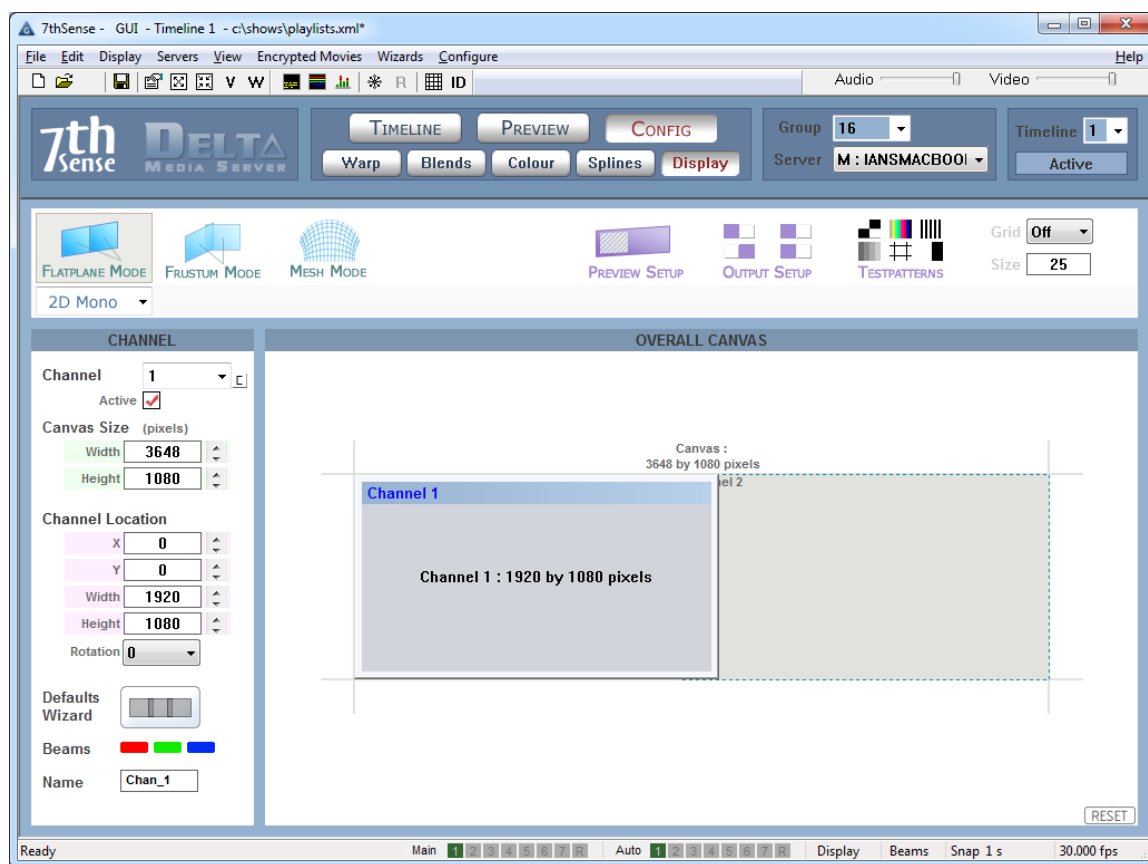 7thSense - GUI - Timeline 1 - c:\shows\playlists.xml*
File Edit Display Servers View Encrypted Movies Wizards Configure Help
V W R ID Audio Video
7th Sense DELTA MEDIA SERVER
TIMELINE PREVIEW CONFIG
Warp Blends Colour Splines Display
Group 16
Server M : IANSMACBOO
Timeline 1
Active
FLATPLANE MODE FRUSTUM MODE MESH MODE PREVIEW SETUP OUTPUT SETUP TESTPATTERNS
Grid Off
Size 25
2D Mono
CHANNEL
Channel 1
Active
Canvas Size (pixels)
Width 3648
Height 1080
Channel Location
X 0
Y 0
Width 1920
Height 1080
Rotation 0
Defaults
Wizard
Beams
Name Chan_1
OVERALL CANVAS
Canvas :
3648 by 1080 pixels
nel 2
Channel 1
Channel 1 : 1920 by 1080 pixels
RESET
Ready Main 1 2 3 4 5 6 7 R Auto 1 2 3 4 5 6 7 R Display Beams Snap 1 s 30.000 fps